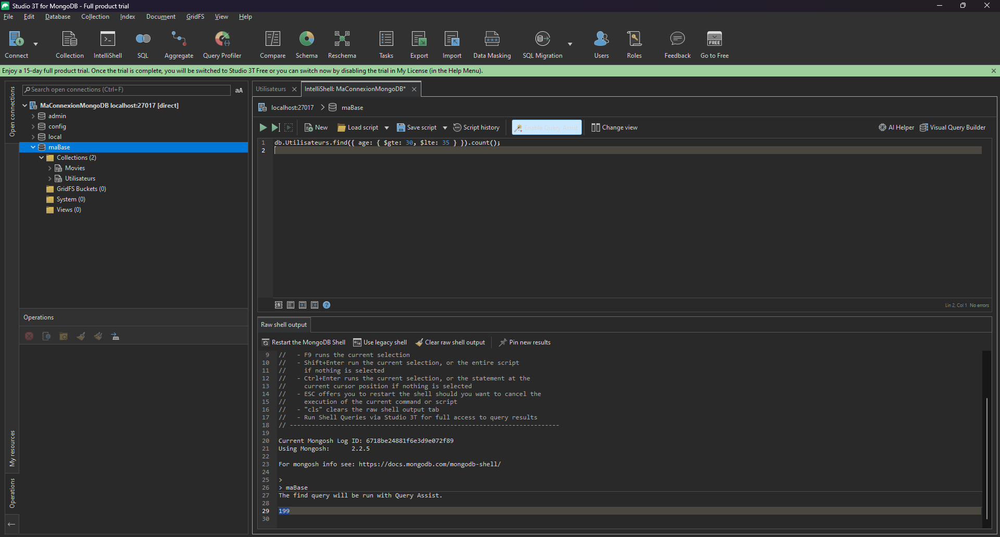 Studio 3T for MongoDB - Full product trial
File Edit Database Collection Index Document GridFS View Help
Connect Collection IntelliShell SQL Aggregate Query Profiler Compare Schema Reschema Tasks Export Import Data Masking SQL Migration Users Roles Feedback FREE Go to Free
Enjoy a 15-day full product trial. Once the trial is complete, you will be switched to Studio 3T Free or you can switch now by disabling the trial in My License (in the Help Menu).
Open connections
My resources
Operations
Search open connections (Ctrl+F) aA
MaConnexionMongoDB localhost:27017 [direct]
admin
config
local
maBase
Collections (2)
Movies
Utilisateurs
GridFS Buckets (0)
System (0)
Views (0)
Operations
Utilisateurs IntelliShell: MaConnexionMongoDB*
localhost:27017 maBase
New Load script Save script Script history Enable Query Assist Change view AI Helper Visual Query Builder
1 db.Utilisateurs.find({ age: { $gte: 30, $lte: 35 } }).count();
2
Lin 2, Col 1 No errors
Raw shell output
Restart the MongoDB Shell Use legacy shell Clear raw shell output Pin new results
9 // - F9 runs the current selection
10 // - Shift+Enter run the current selection, or the entire script
11 // if nothing is selected
12 // - Ctrl+Enter runs the current selection, or the statement at the
13 // current cursor position if nothing is selected
14 // - ESC offers you to restart the shell should you want to cancel the
15 // execution of the current command or script
16 // - "cls" clears the raw shell output tab
17 // - Run Shell Queries via Studio 3T for full access to query results
18 // --------------------------------------------------------------------------
19
20 Current Mongosh Log ID: 6718be24881f6e3d9e072f89
21 Using Mongosh: 2.2.5
22
23 For mongosh info see: https://docs.mongodb.com/mongodb-shell/
24
25 >
26 > maBase
27 The find query will be run with Query Assist.
28
29 199
30